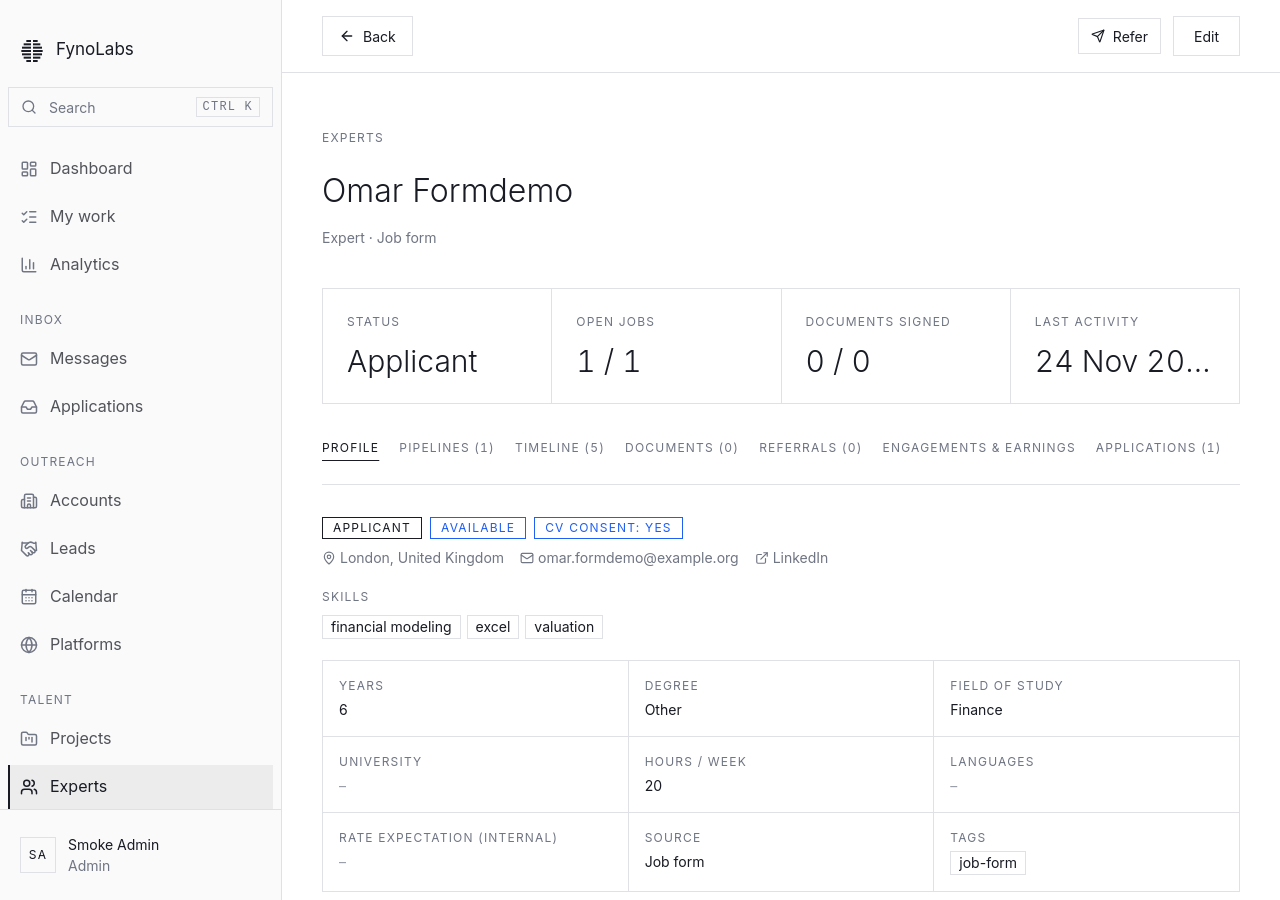 FynoLabs
Search
CTRL K
Dashboard
My work
Analytics
INBOX
Messages
Applications
OUTREACH
Accounts
Leads
Calendar
Platforms
TALENT
Projects
Experts
SA
Smoke Admin
Admin
Back
Refer
Edit
EXPERTS
Omar Formdemo
Expert · Job form
STATUS
Applicant
OPEN JOBS
1 / 1
DOCUMENTS SIGNED
0 / 0
LAST ACTIVITY
24 Nov 20...
PROFILE PIPELINES (1) TIMELINE (5) DOCUMENTS (0) REFERRALS (0) ENGAGEMENTS & EARNINGS APPLICATIONS (1)
APPLICANT AVAILABLE CV CONSENT: YES
London, United Kingdom omar.formdemo@example.org LinkedIn
SKILLS
financial modeling excel valuation
YEARS
6
DEGREE
Other
FIELD OF STUDY
Finance
UNIVERSITY
–
HOURS / WEEK
20
LANGUAGES
–
RATE EXPECTATION (INTERNAL)
–
SOURCE
Job form
TAGS
job-form